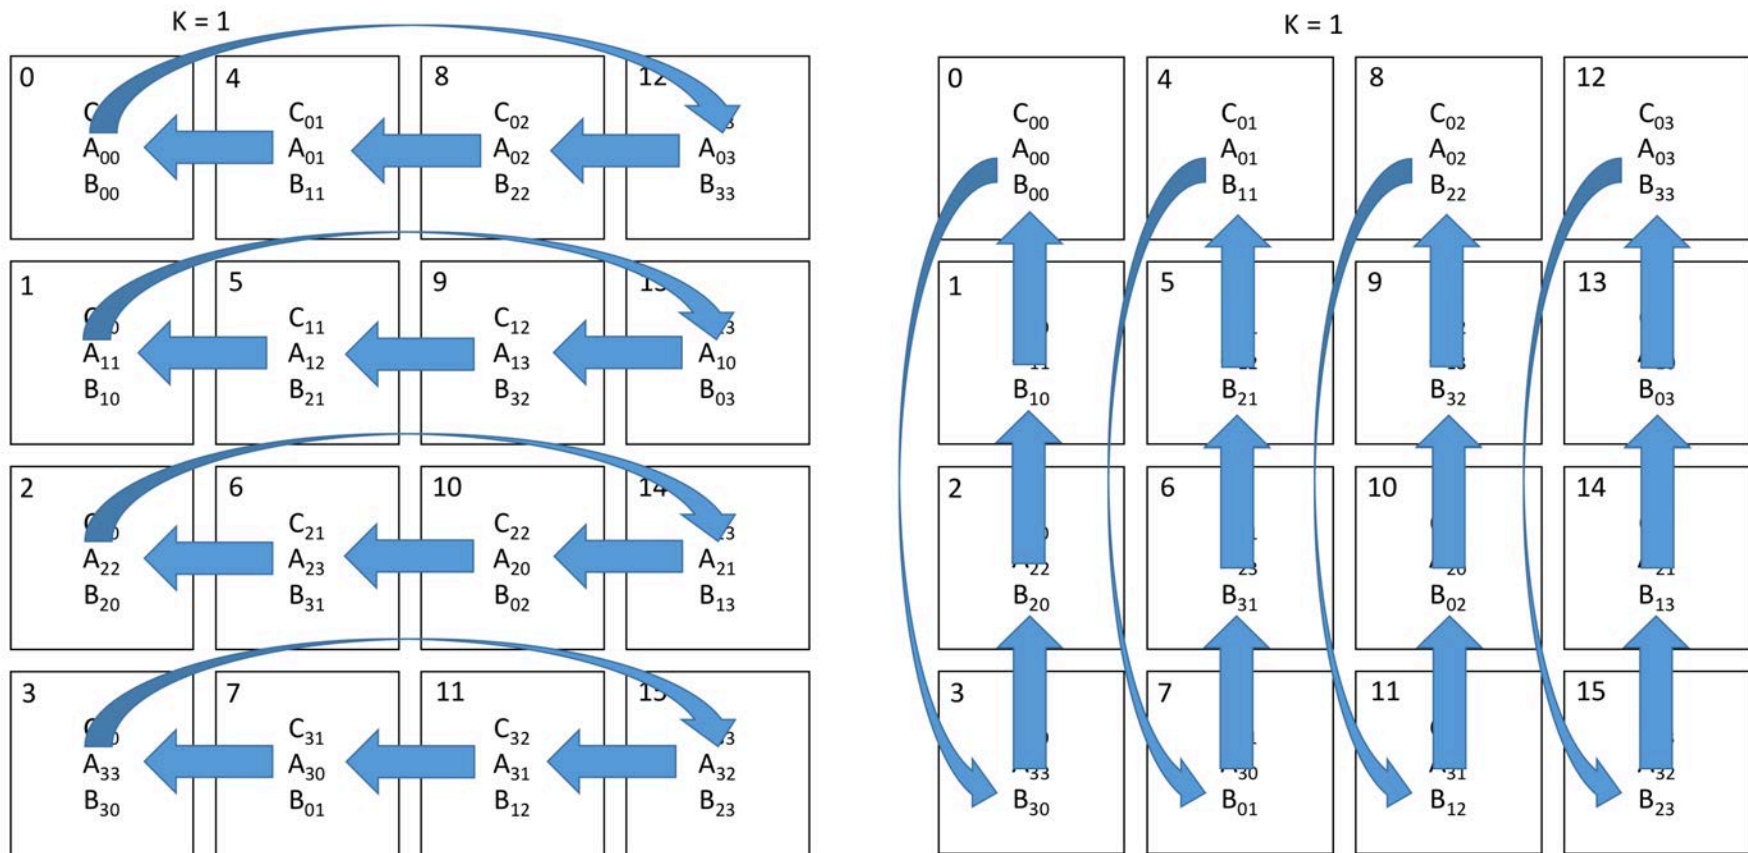 K = 1
0
A₀₀
B₀₀
4
C₀₁
A₀₁
B₁₁
8
C₀₂
A₀₂
B₂₂
12
A₀₃
B₃₃
1
A₁₁
B₁₀
5
C₁₁
A₁₂
B₂₁
9
C₁₂
A₁₃
B₃₂
A₁₀
B₀₃
2
A₂₂
B₂₀
6
C₂₁
A₂₃
B₃₁
10
C₂₂
A₂₀
B₀₂
14
A₂₁
B₁₃
3
A₃₃
B₃₀
7
C₃₁
A₃₀
B₀₁
11
C₃₂
A₃₁
B₁₂
15
A₃₂
B₂₃
K = 1
0
C₀₀
A₀₀
B₀₀
4
C₀₁
A₀₁
B₁₁
8
C₀₂
A₀₂
B₂₂
12
C₀₃
A₀₃
B₃₃
1
B₁₀
5
B₂₁
9
B₃₂
13
B₀₃
2
B₂₀
6
B₃₁
10
B₀₂
14
B₁₃
3
B₃₀
7
B₀₁
11
B₁₂
15
B₂₃